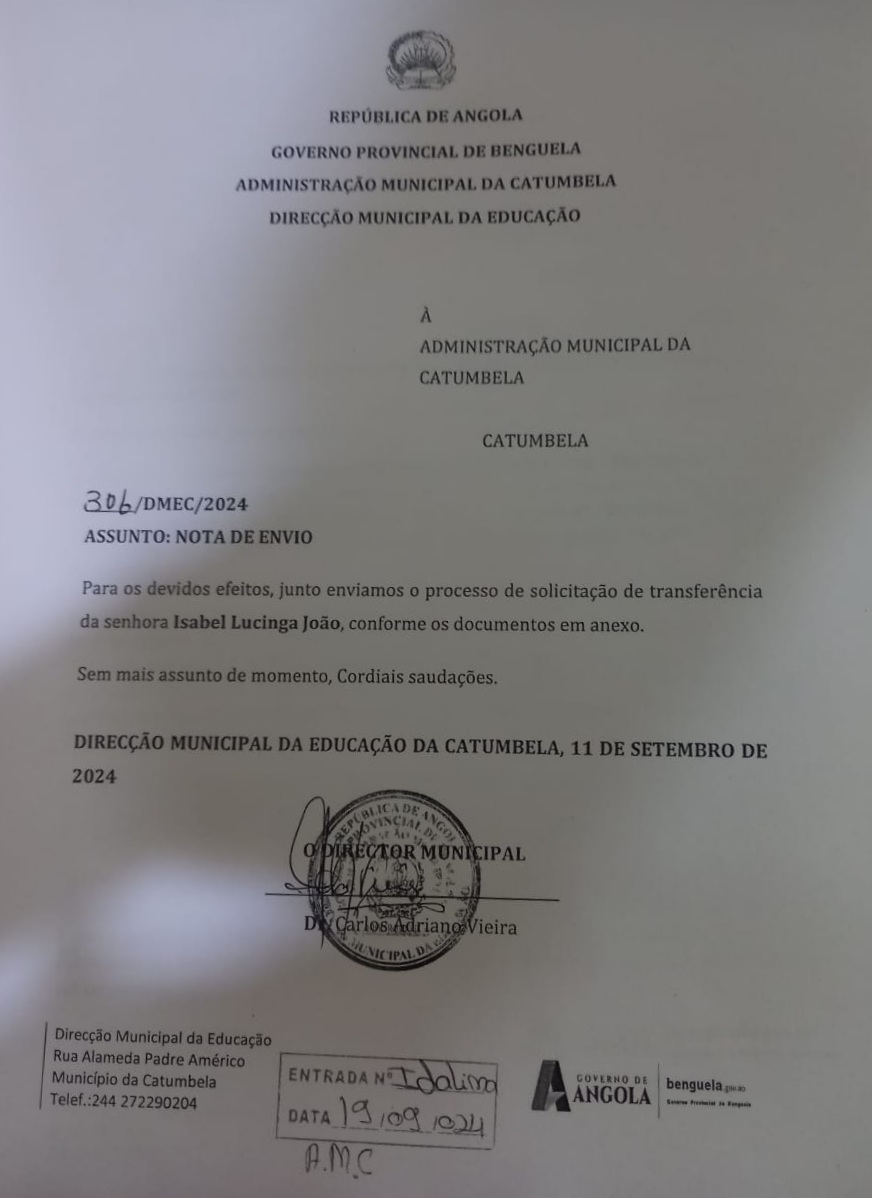 REPÚBLICA DE ANGOLA
GOVERNO PROVINCIAL DE BENGUELA
ADMINISTRAÇÃO MUNICIPAL DA CATUMBELA
DIRECÇÃO MUNICIPAL DA EDUCAÇÃO
À
ADMINISTRAÇÃO MUNICIPAL DA
CATUMBELA
CATUMBELA
306/DMEC/2024
ASSUNTO: NOTA DE ENVIO
Para os devidos efeitos, junto enviamos o processo de solicitação de transferência
da senhora Isabel Lucinga João, conforme os documentos em anexo.
Sem mais assunto de momento, Cordiais saudações.
DIRECÇÃO MUNICIPAL DA EDUCAÇÃO DA CATUMBELA, 11 DE SETEMBRO DE
2024
REPÚBLICA DE ANGOLA
PROVINCIAL DE
O DIRECTOR MUNICIPAL
Dr. Carlos Adriano Vieira
MUNICIPAL DA
Direcção Municipal da Educação
Rua Alameda Padre Américo
Município da Catumbela
Telef.:244 272290204
ENTRADA Nº Idalina
DATA 19/09/024
A.M.C
GOVERNO DE
ANGOLA
benguela.gov.ao
Governo Provincial de Benguela